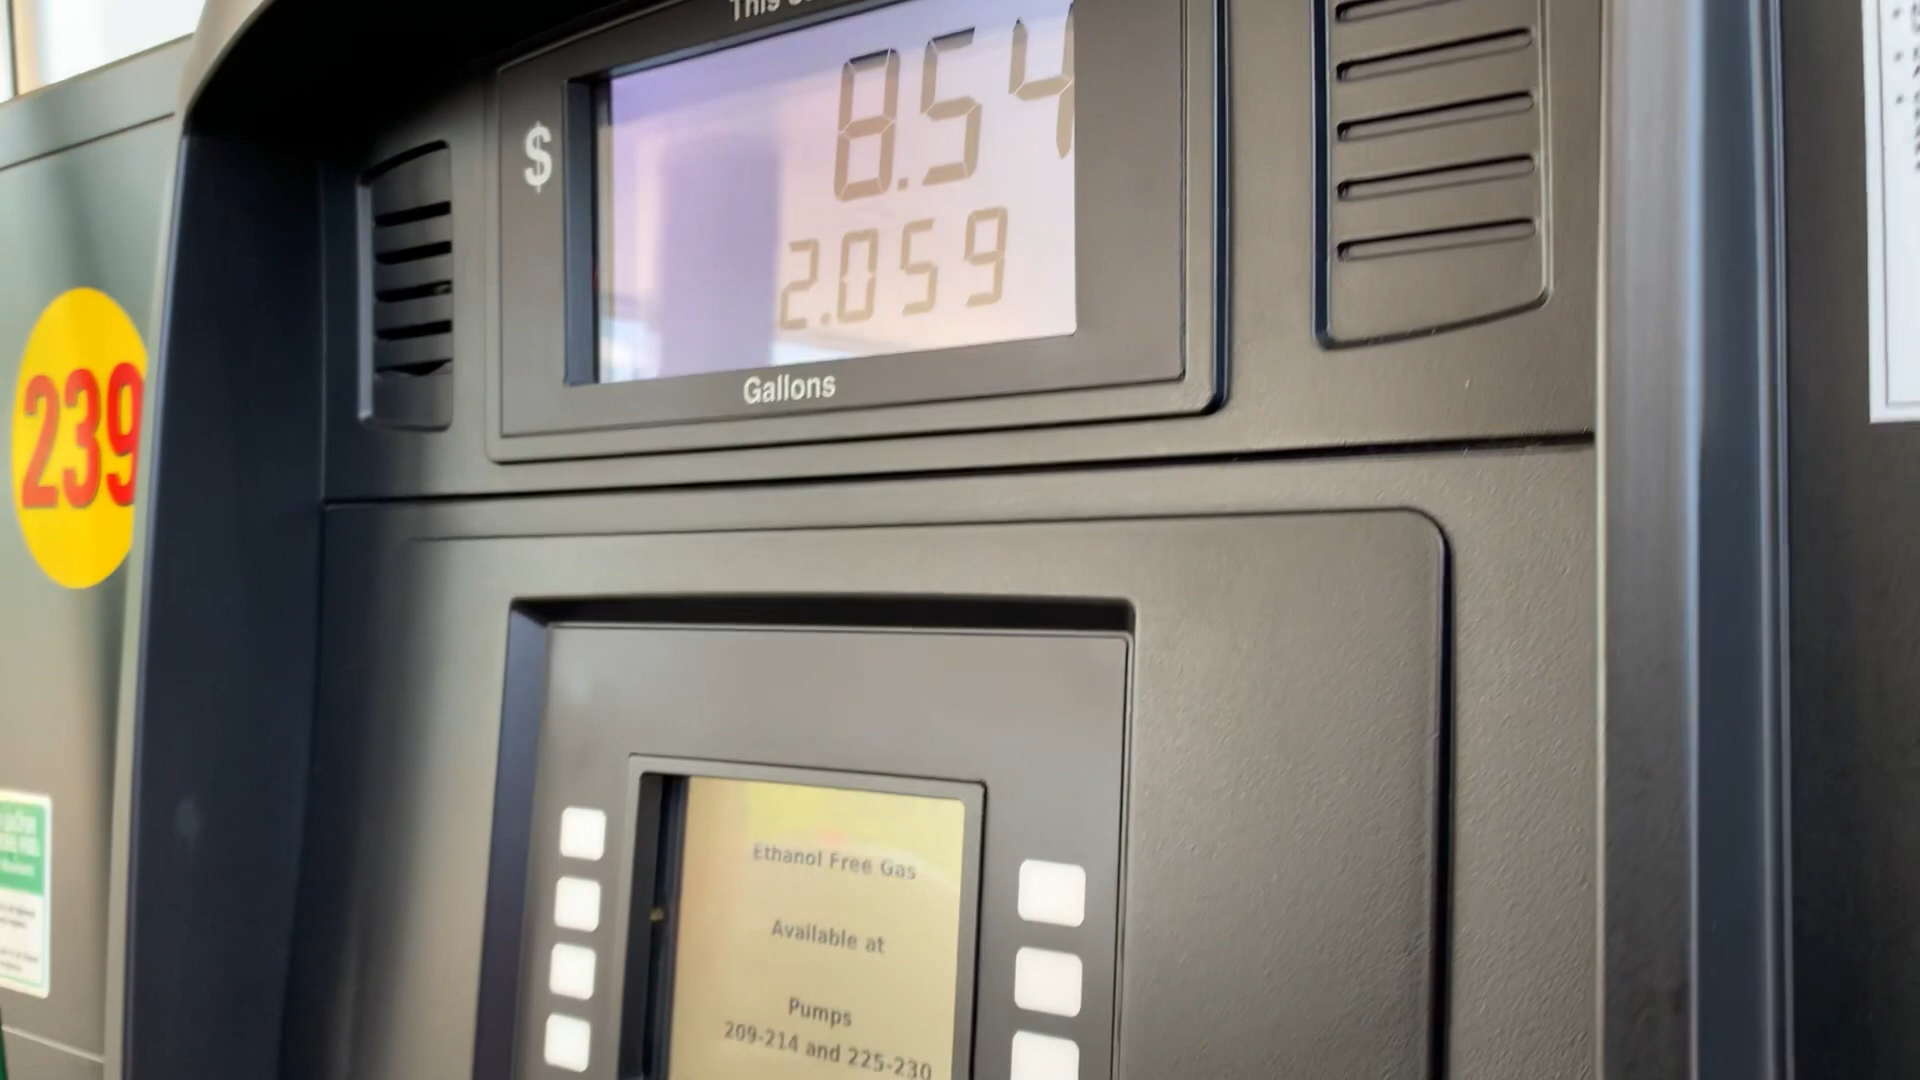 This
$
8.54
2.059
Gallons
239
Ethanol Free Gas
Available at
Pumps
209-214 and 225-230